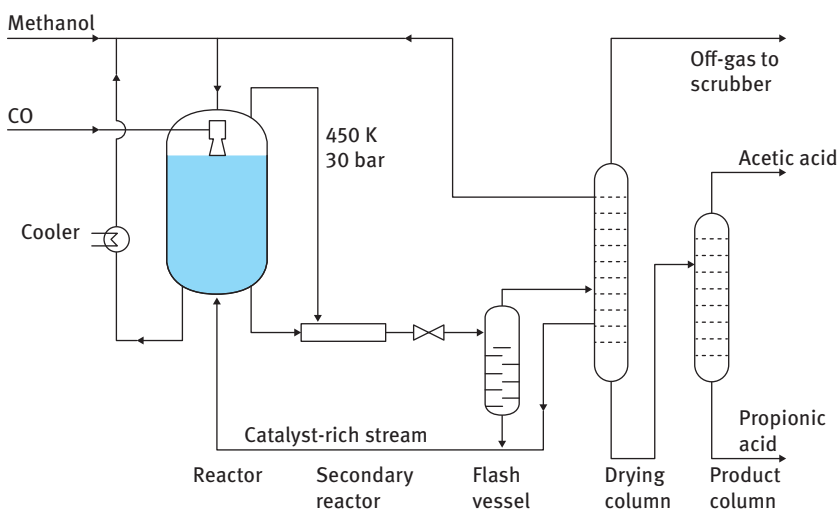 Methanol
Off-gas to
scrubber
CO
450 K
30 bar
Acetic acid
Cooler
Catalyst-rich stream
Propionic
acid
Reactor
Secondary
reactor
Flash
vessel
Drying
column
Product
column